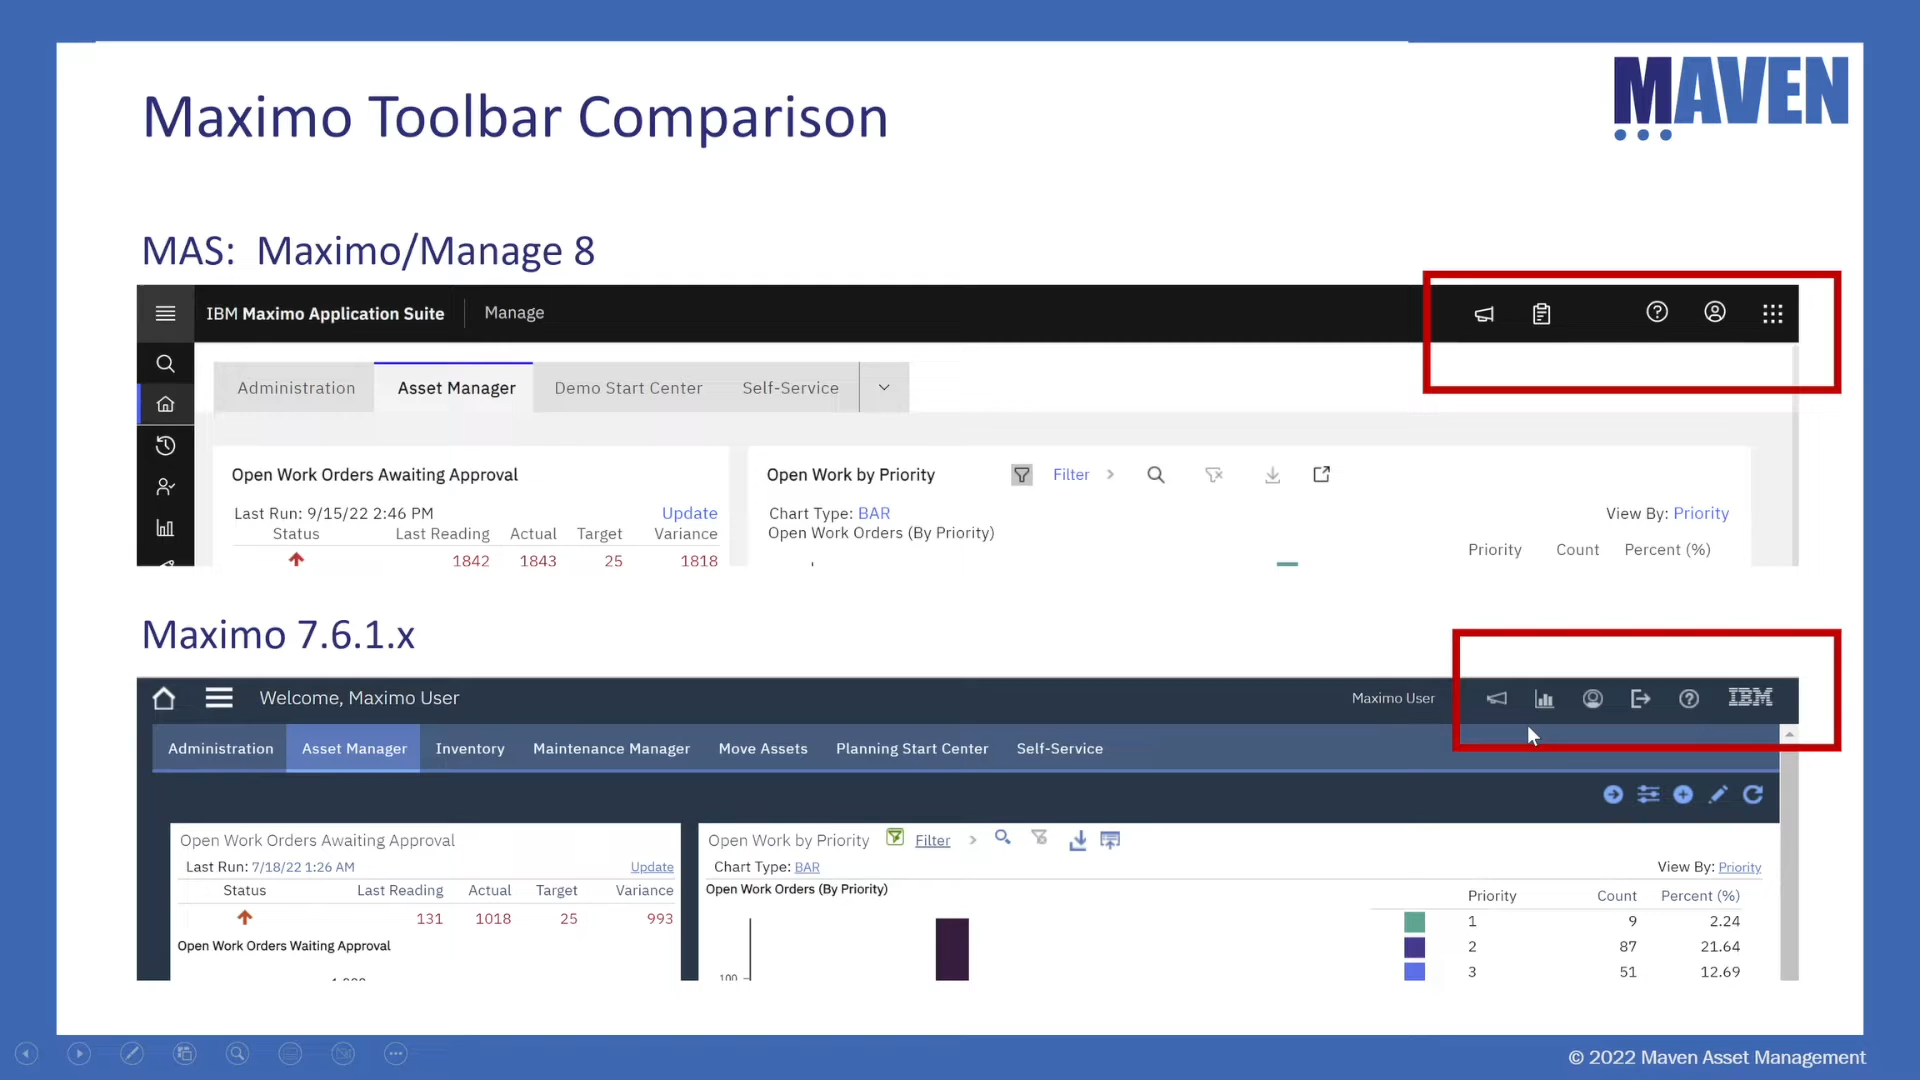 Maximo Toolbar Comparison
MAVEN
MAS:  Maximo/Manage 8
IBM Maximo Application Suite
Manage
Administration
Asset Manager
Demo Start Center
Self-Service
Open Work Orders Awaiting Approval
Last Run: 9/15/22 2:46 PM
Update
Status Last Reading Actual Target Variance
1842 1843 25 1818
Open Work by Priority
Filter
Chart Type: BAR
View By: Priority
Open Work Orders (By Priority)
Priority Count Percent (%)
Maximo 7.6.1.x
Welcome, Maximo User
Maximo User
IBM
Administration
Asset Manager
Inventory
Maintenance Manager
Move Assets
Planning Start Center
Self-Service
Open Work Orders Awaiting Approval
Last Run: 7/18/22 1:26 AM
Update
Status Last Reading Actual Target Variance
131 1018 25 993
Open Work Orders Waiting Approval
Open Work by Priority
Filter
Chart Type: BAR
View By: Priority
Open Work Orders (By Priority)
100
Priority Count Percent (%)
1 9 2.24
2 87 21.64
3 51 12.69
© 2022 Maven Asset Management